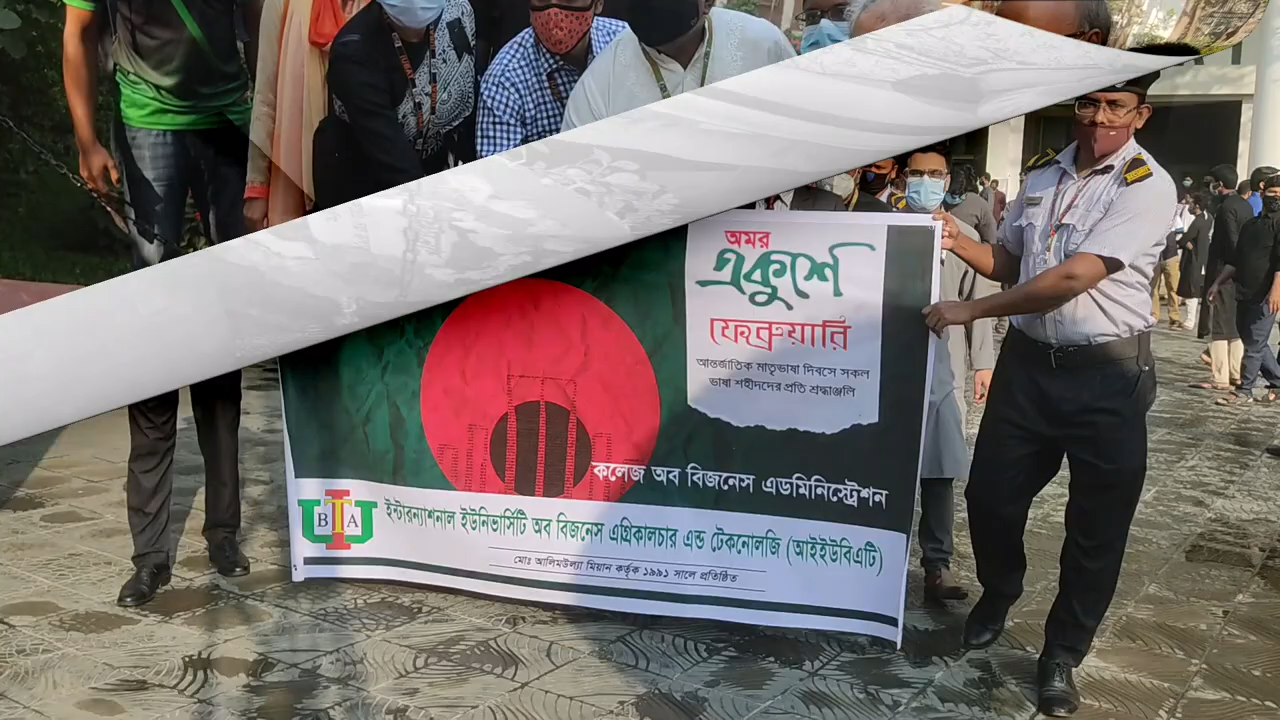 অমর
একুশে
ফেব্রুয়ারি
আন্তর্জাতিক মাতৃভাষা দিবসে সকল
ভাষা শহীদদের প্রতি শ্রদ্ধাঞ্জলি
কলেজ অব বিজনেস এডমিনিস্ট্রেশন
IUBAT
ইন্টারন্যাশনাল ইউনিভার্সিটি অব বিজনেস এগ্রিকালচার এন্ড টেকনোলজি (আইইউবিএটি)
মোঃ আলিমউল্যা মিয়ান কর্তৃক ১৯৯১ সালে প্রতিষ্ঠিত